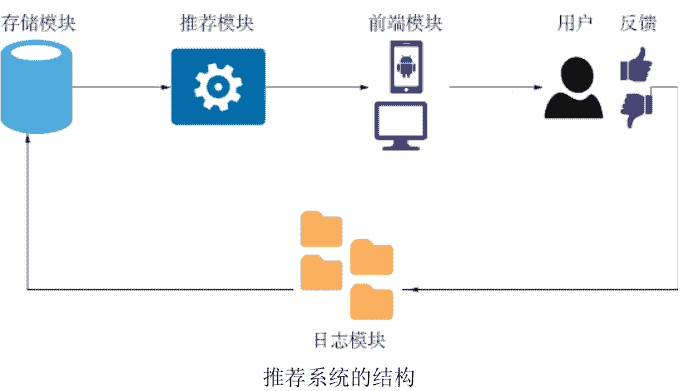 存储模块
推荐模块
前端模块
用户
反馈
日志模块
推荐系统的结构